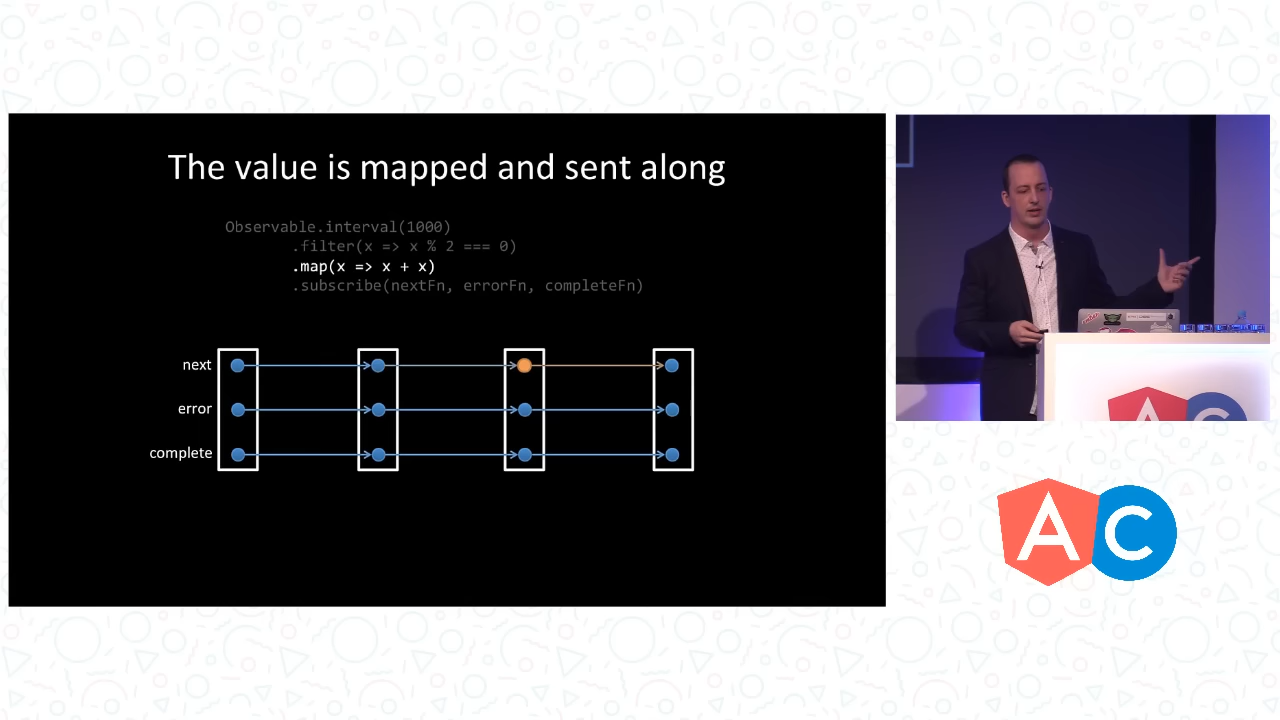 The value is mapped and sent along
Observable.interval(1000)
.filter(x => x % 2 === 0)
.map(x => x + x)
.subscribe(nextFn, errorFn, completeFn)
next
error
complete
A C
A C